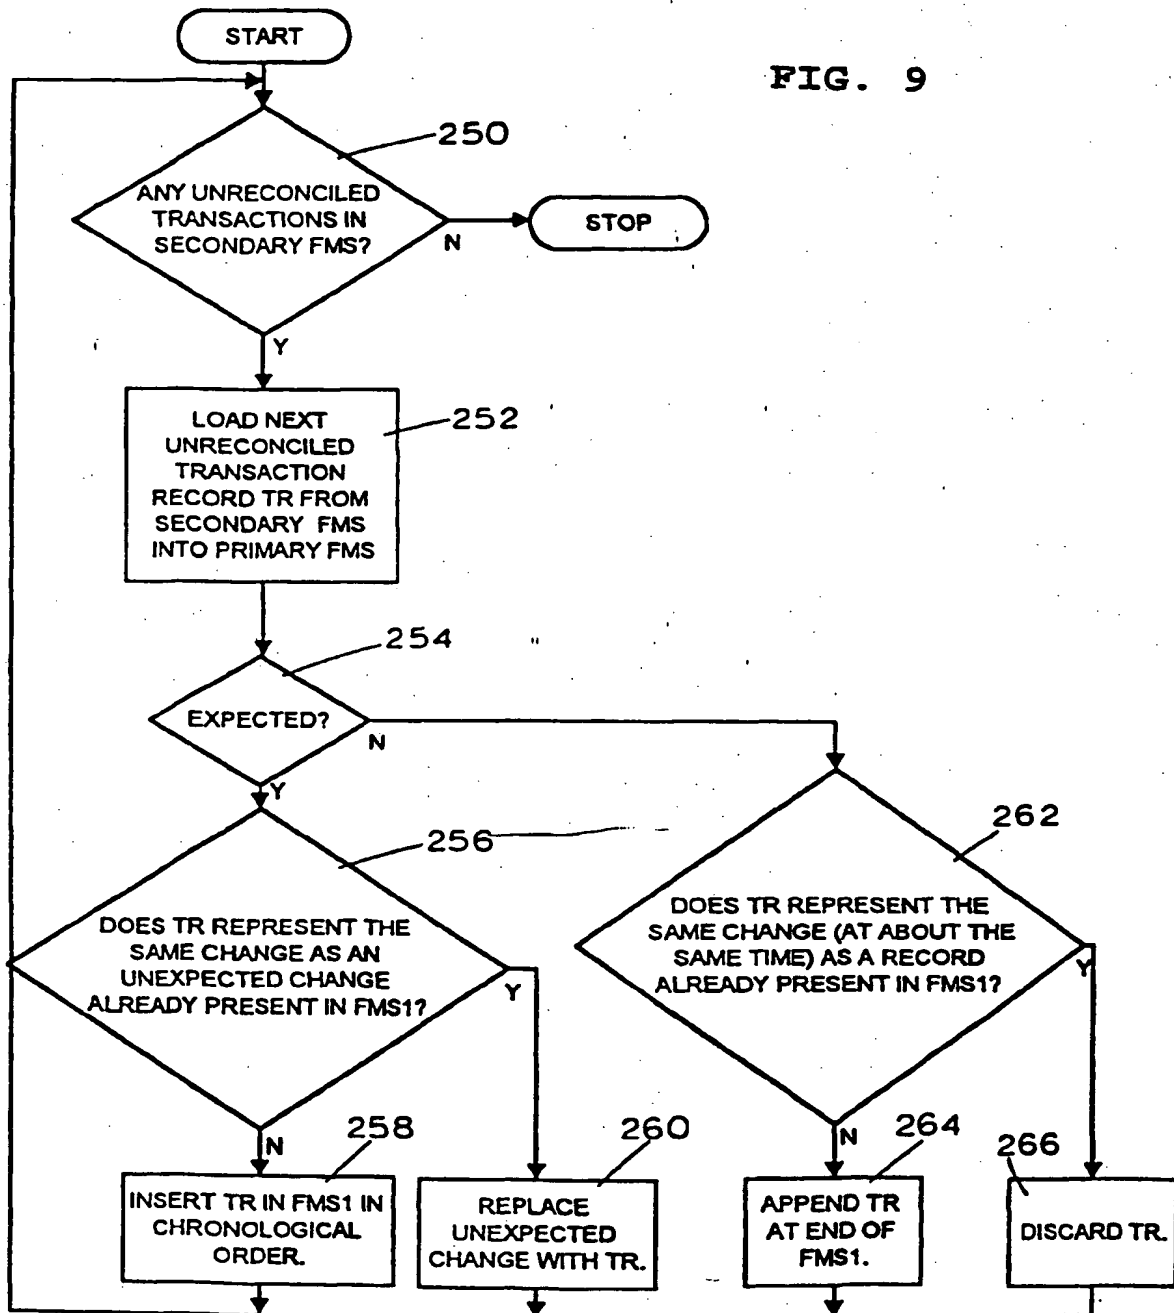 START
FIG. 9
250
ANY UNRECONCILED
TRANSACTIONS IN
SECONDARY FMS?
N
STOP
Y
LOAD NEXT
UNRECONCILED
TRANSACTION
RECORD TR FROM
SECONDARY FMS
INTO PRIMARY FMS
252
254
EXPECTED?
N
Y
256
DOES TR REPRESENT THE
SAME CHANGE AS AN
UNEXPECTED CHANGE
ALREADY PRESENT IN FMS1?
Y
N
262
DOES TR REPRESENT THE
SAME CHANGE (AT ABOUT THE
SAME TIME) AS A RECORD
ALREADY PRESENT IN FMS1?
Y
N
258
INSERT TR IN FMS1 IN
CHRONOLOGICAL
ORDER.
260
REPLACE
UNEXPECTED
CHANGE WITH TR.
264
APPEND TR
AT END OF
FMS1.
266
DISCARD TR.